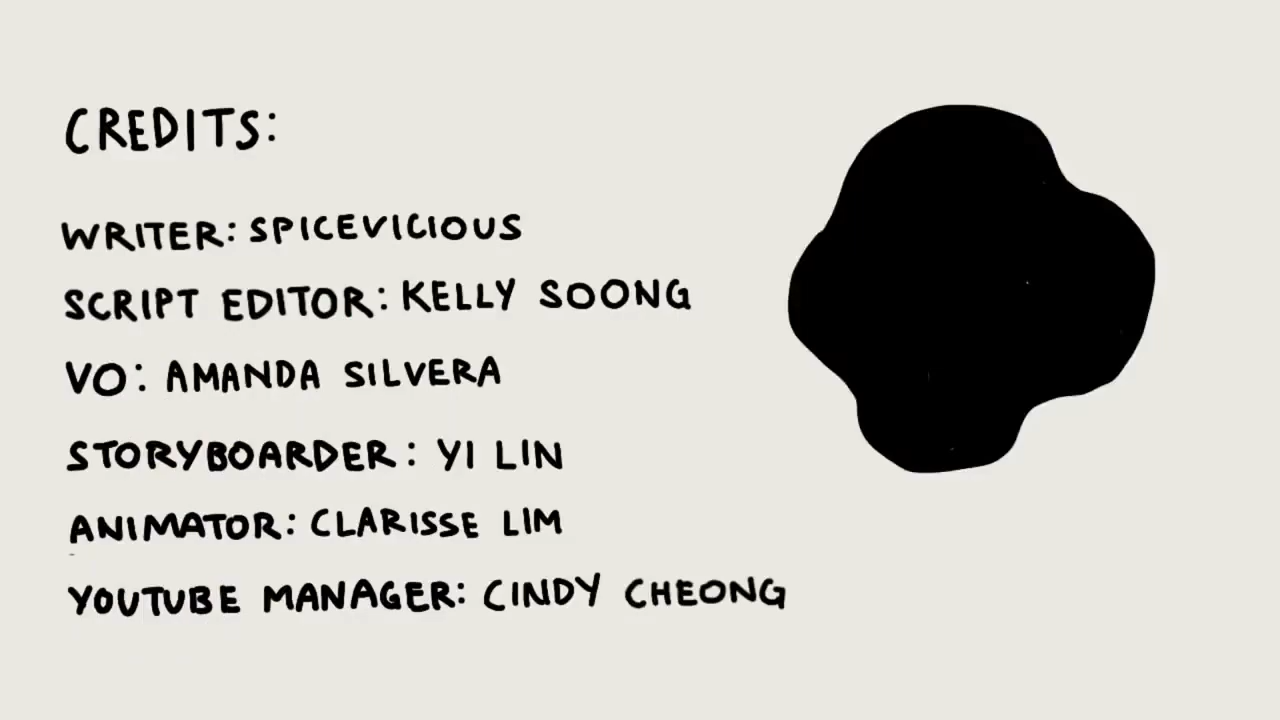 CREDITS:
WRITER: SPICEVICIOUS
SCRIPT EDITOR: KELLY SOONG
VO: AMANDA SILVERA
STORYBOARDER: YI LIN
ANIMATOR: CLARISSE LIM
YOUTUBE MANAGER: CINDY CHEONG